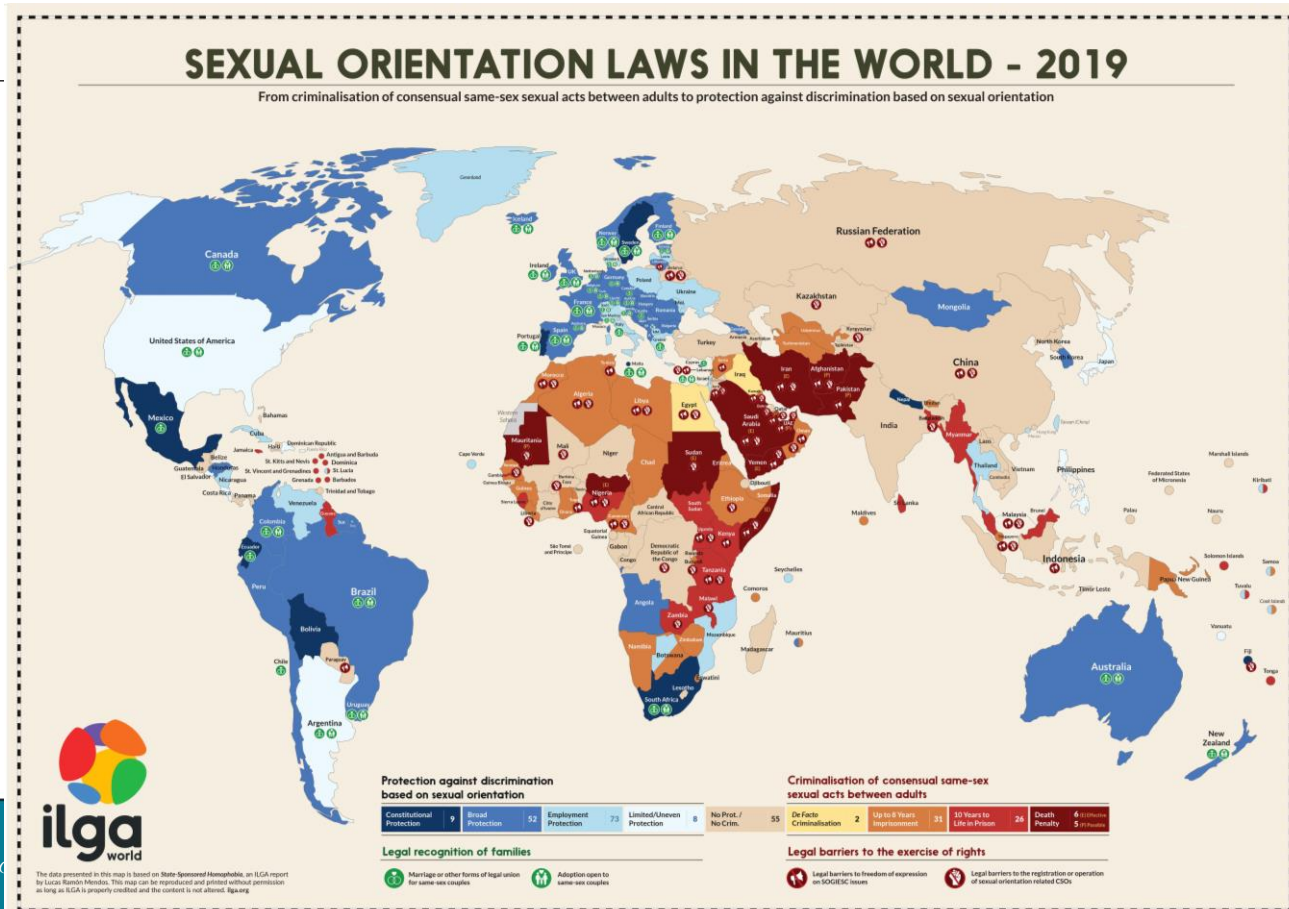 SEXUAL ORIENTATION LAWS IN THE WORLD - 2019
From criminalisation of consensual same-sex sexual acts between adults to protection against discrimination based on sexual orientation
Greenland
Canada
United States of America
Mexico
Bahamas
Cuba
Haiti
Dominican Republic
Jamaica
Belize
Guatemala
El Salvador
Nicaragua
Costa Rica
Panama
St. Kitts and Nevis
Antigua and Barbuda
Dominica
St. Vincent and Grenadines
St. Lucia
Grenada
Barbados
Trinidad and Tobago
Venezuela
Colombia
Ecuador
Peru
Brazil
Bolivia
Paraguay
Chile
Argentina
Uruguay
Iceland
Norway
Sweden
Finland
Ireland
UK
Germany
Poland
Ukraine
France
Romania
Portugal
Spain
Malta
Turkey
Russian Federation
Kazakhstan
Kyrgyzstan
Mongolia
China
North Korea
South Korea
Japan
Morocco
Algeria
Tunisia
Libya
Egypt
Western Sahara
Mauritania (P)
Mali
Niger
Chad
Sudan (E)
Eritrea
Djibouti
Ethiopia
Somalia
Cape Verde
Guinea Bissau
Sierra Leone
Liberia
Côte d'Ivoire
Burkina Faso
Nigeria (E)
Central African Republic
South Sudan
Equatorial Guinea
São Tomé and Principe
Gabon
Congo
Democratic Republic of the Congo
Kenya
Tanzania
Malawi
Zambia
Angola
Namibia
Botswana
Zimbabwe
Mozambique
Eswatini
Lesotho
South Africa
Madagascar
Comoros
Seychelles
Mauritius
Israel
Lebanon
Iraq
Iran (E)
Saudi Arabia (E)
Yemen (E)
Oman
Qatar
UAE
Afghanistan (P)
Pakistan (P)
India
Nepal
Maldives
Sri Lanka
Myanmar
Laos
Thailand
Vietnam
Cambodia
Philippines
Malaysia
Brunei
Singapore
Indonesia
Timor Leste
Papua New Guinea
Australia
New Zealand
Palau
Federated States of Micronesia
Marshall Islands
Nauru
Kiribati
Solomon Islands
Tuvalu
Samoa
Cook Islands
Vanuatu
Fiji
Tonga
ilga
world
The data presented in this map is based on State-Sponsored Homophobia, an ILGA report
by Lucas Ramón Mendos. This map can be reproduced and printed without permission
as long as ILGA is properly credited and the content is not altered. ilga.org
Protection against discrimination
based on sexual orientation
Constitutional Protection 9
Broad Protection 52
Employment Protection 73
Limited/Uneven Protection 8
No Prot./ No Crim. 55
Criminalisation of consensual same-sex
sexual acts between adults
De Facto Criminalisation 2
Up to 8 Years Imprisonment 31
10 Years to Life in Prison 26
Death Penalty 6 (E) Effective 5 (P) Possible
Legal recognition of families
Marriage or other forms of legal union
for same-sex couples
Adoption open to
same-sex couples
Legal barriers to the exercise of rights
Legal barriers to freedom of expression
on SOGIESC issues
Legal barriers to the registration or operation
of sexual orientation related CSOs